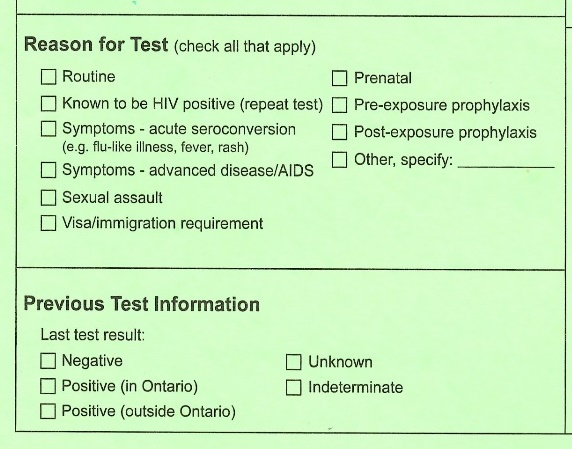 Reason for Test (check all that apply)
Routine
Known to be HIV positive (repeat test)
Symptoms - acute seroconversion
(e.g. flu-like illness, fever, rash)
Symptoms - advanced disease/AIDS
Sexual assault
Visa/immigration requirement
Prenatal
Pre-exposure prophylaxis
Post-exposure prophylaxis
Other, specify:
Previous Test Information
Last test result:
Negative
Positive (in Ontario)
Positive (outside Ontario)
Unknown
Indeterminate